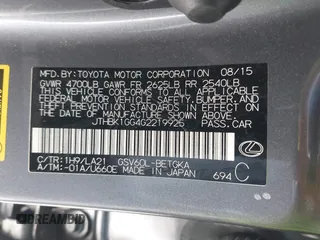 MFD.BY:TOYOTA MOTOR CORPORATION 08/15
GVWR 4700LB GAWR FR 2625LB RR 2540LB
THIS VEHICLE CONFORMS TO ALL APPLICABLE
FEDERAL MOTOR VEHICLE SAFETY, BUMPER,
AND THEFT PREVENTION STANDARDS IN EFFECT ON
THE DATE OF MANUFACTURE SHOWN ABOVE.
JTHBK1GG4G2219926 PASS. CAR
C/TR:1H9/LA21 GSV60L-BETGKA
A/TM:-01A/U660E MADE IN JAPAN
694 C
DREAMBID